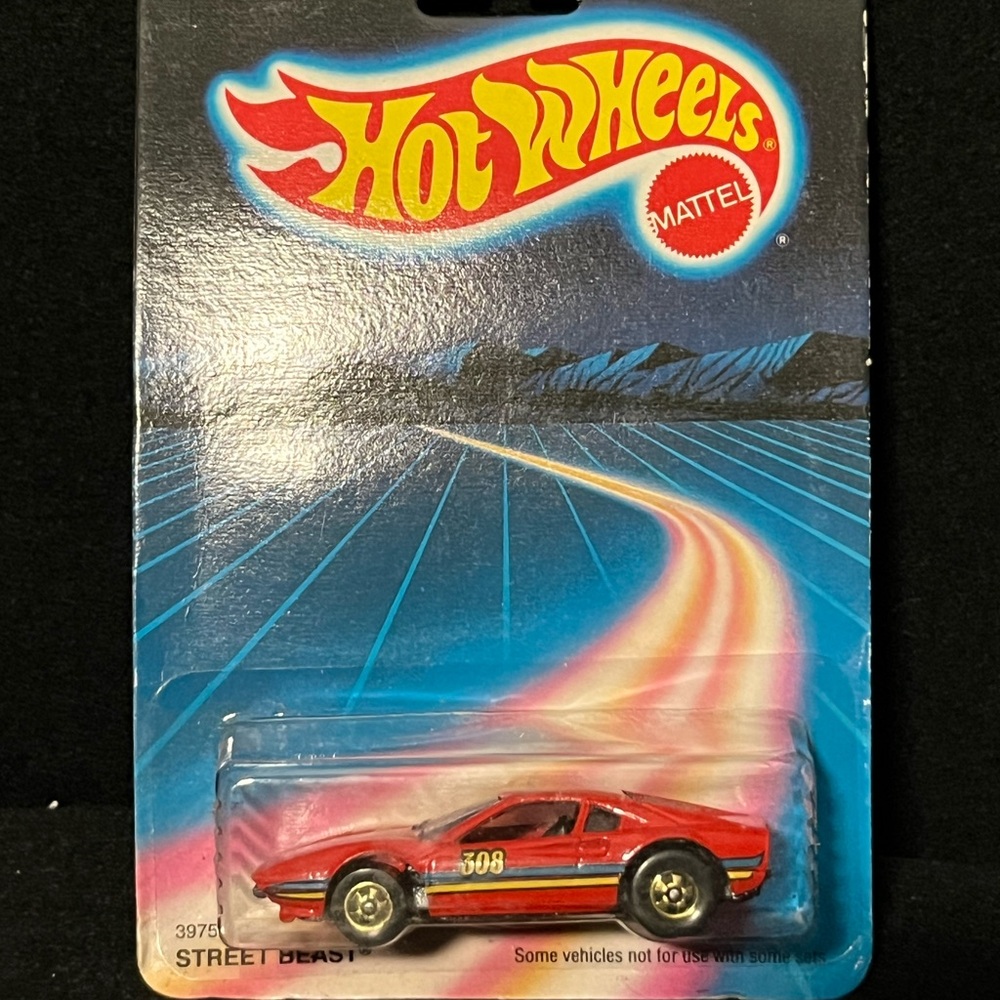 HOT WHEELS®
MATTEL
®
308
3975
STREET BEAST®
Some vehicles not for use with some sets